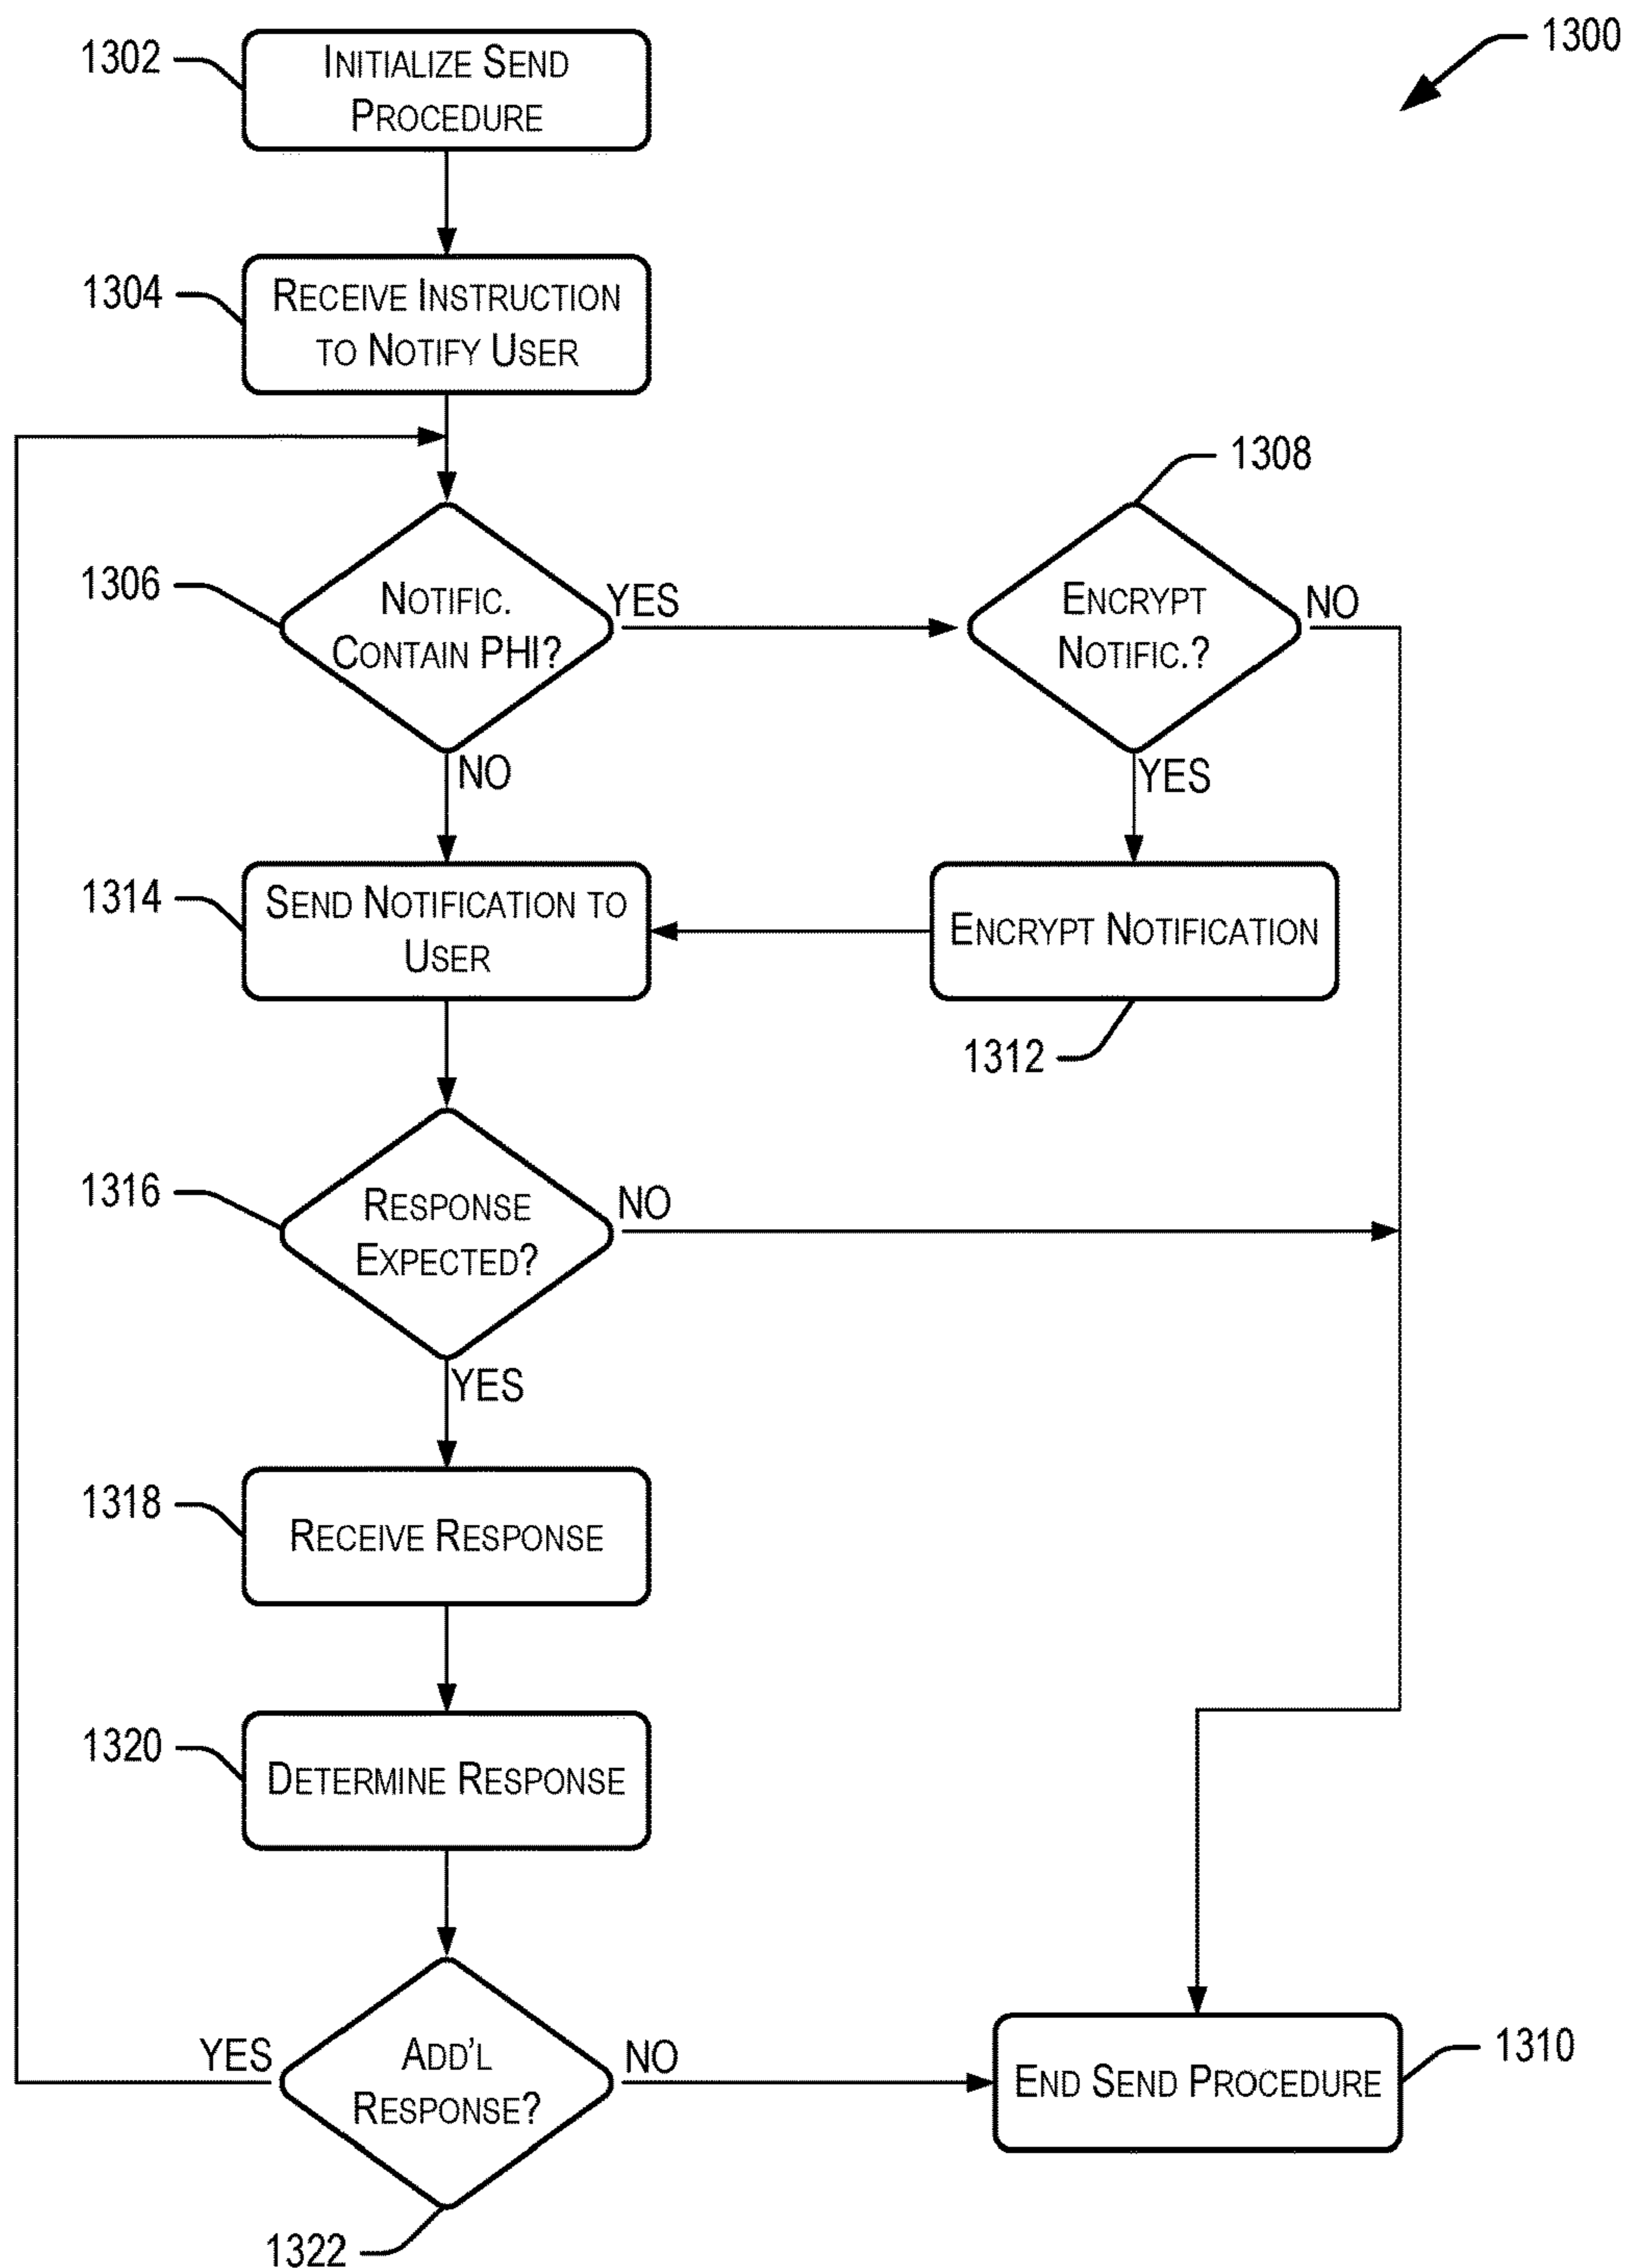 1300
1302
INITIALIZE SEND
PROCEDURE
1304
RECEIVE INSTRUCTION
TO NOTIFY USER
1306
NOTIFIC.
CONTAIN PHI?
YES
NO
1308
ENCRYPT
NOTIFIC.?
NO
YES
1314
SEND NOTIFICATION TO
USER
ENCRYPT NOTIFICATION
1312
1316
RESPONSE
EXPECTED?
NO
YES
1318
RECEIVE RESPONSE
1320
DETERMINE RESPONSE
YES
ADD'L
RESPONSE?
NO
1322
END SEND PROCEDURE
1310